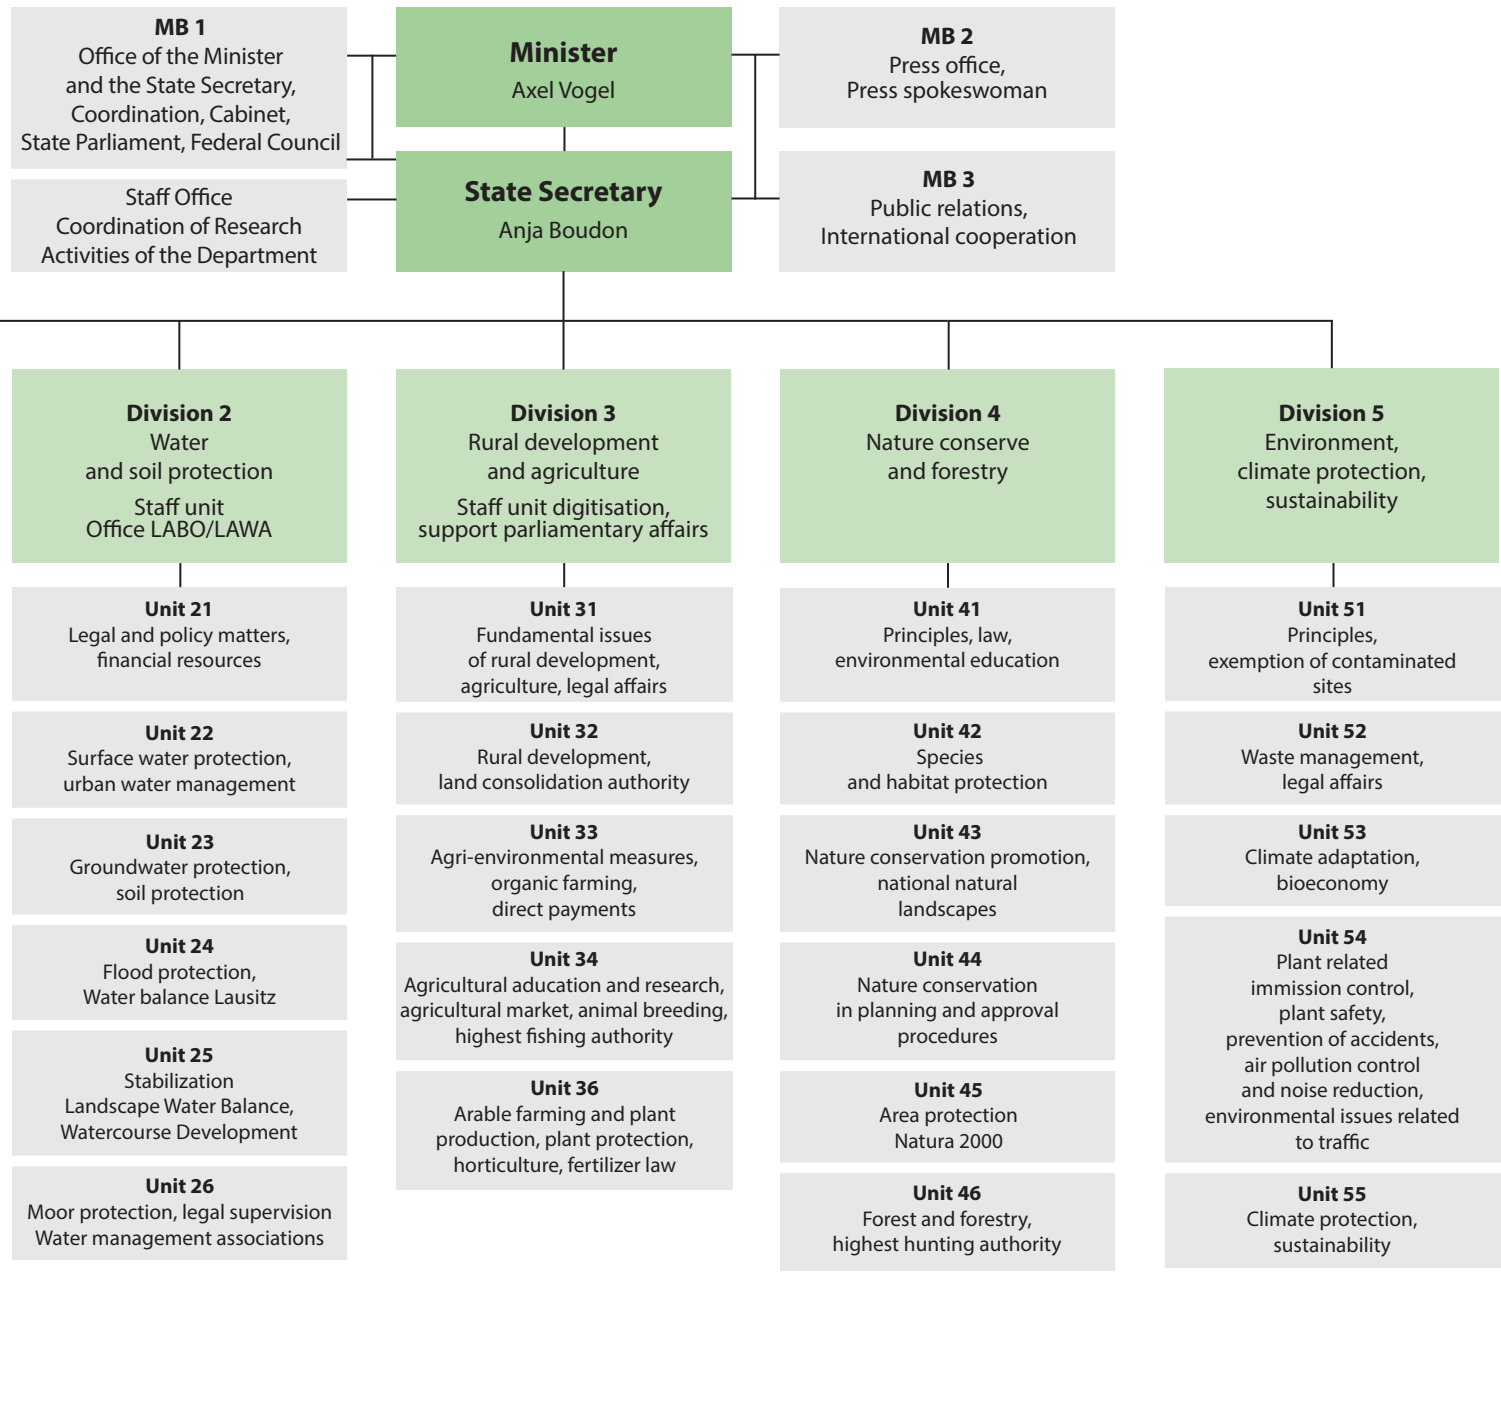 MB 1
Office of the Minister
and the State Secretary,
Coordination, Cabinet,
State Parliament, Federal Council
Minister
Axel Vogel
MB 2
Press office,
Press spokeswoman
Staff Office
Coordination of Research
Activities of the Department
State Secretary
Anja Boudon
MB 3
Public relations,
International cooperation
Division 2
Water
and soil protection
Staff unit
Office LABO/LAWA
Unit 21
Legal and policy matters,
financial resources
Unit 22
Surface water protection,
urban water management
Unit 23
Groundwater protection,
soil protection
Unit 24
Flood protection,
Water balance Lausitz
Unit 25
Stabilization
Landscape Water Balance,
Watercourse Development
Unit 26
Moor protection, legal supervision
Water management associations
Division 3
Rural development
and agriculture
Staff unit digitisation,
support parliamentary affairs
Unit 31
Fundamental issues
of rural development,
agriculture, legal affairs
Unit 32
Rural development,
land consolidation authority
Unit 33
Agri-environmental measures,
organic farming,
direct payments
Unit 34
Agricultural aducation and research,
agricultural market, animal breeding,
highest fishing authority
Unit 36
Arable farming and plant
production, plant protection,
horticulture, fertilizer law
Division 4
Nature conserve
and forestry
Unit 41
Principles, law,
environmental education
Unit 42
Species
and habitat protection
Unit 43
Nature conservation promotion,
national natural
landscapes
Unit 44
Nature conservation
in planning and approval
procedures
Unit 45
Area protection
Natura 2000
Unit 46
Forest and forestry,
highest hunting authority
Division 5
Environment,
climate protection,
sustainability
Unit 51
Principles,
exemption of contaminated
sites
Unit 52
Waste management,
legal affairs
Unit 53
Climate adaptation,
bioeconomy
Unit 54
Plant related
immission control,
plant safety,
prevention of accidents,
air pollution control
and noise reduction,
environmental issues related
to traffic
Unit 55
Climate protection,
sustainability